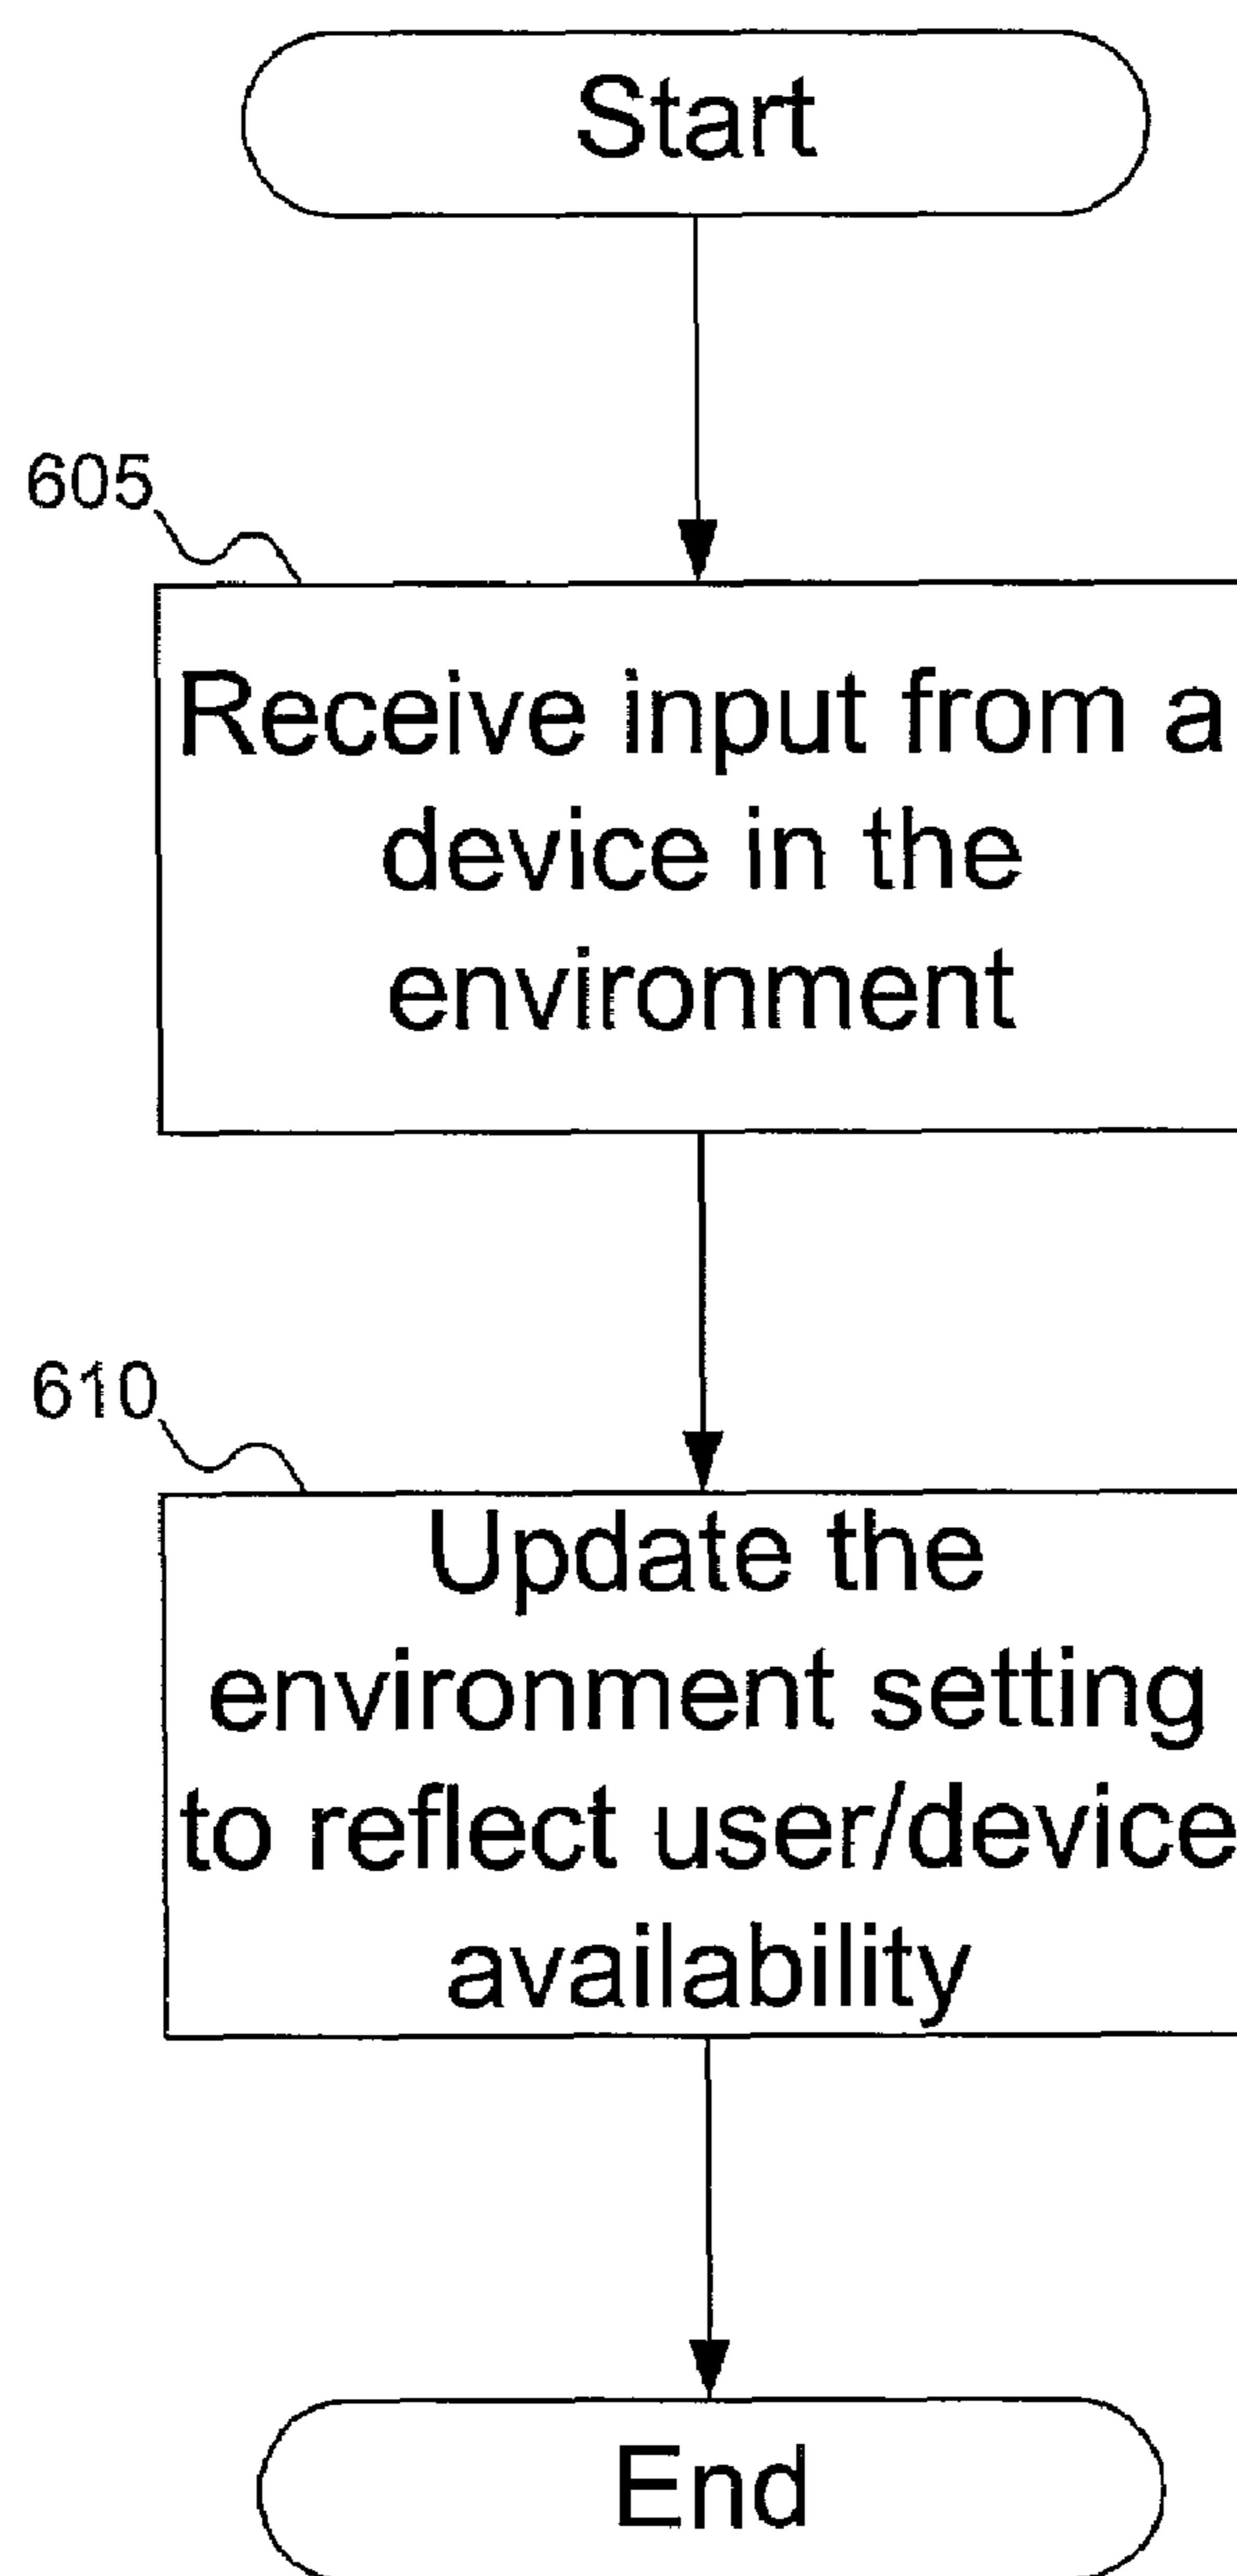 Start
605
Receive input from a
device in the
environment
610
Update the
environment setting
to reflect user/device
availability
End